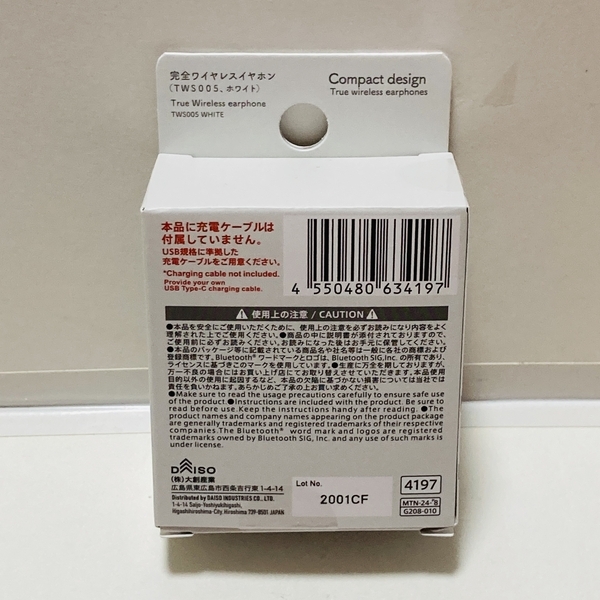 完全ワイヤレスイヤホン
(TWS005、ホワイト)
True Wireless earphone
TWS005 WHITE
Compact design
True wireless earphones
本品に充電ケーブルは
付属していません。
USB規格に準拠した
充電ケーブルをご用意ください。
*Charging cable not included.
Provide your own
USB Type-C charging cable.
4 550480 634197
使用上の注意 / CAUTION
●本品を安全にご使用いただくために、使用上の注意を必ずお読みになり内容をよく
理解された上でご使用ください。●商品の中に説明書が添付されておりますので、
ご使用前に必ずお読みください。お読みになった後はお手元に保管してください。
●本品のパッケージ等に記載されている商品名や社名等は一般に各社の商標および
登録商標です。Bluetooth® ワードマークとロゴは、Bluetooth SIG,Inc. の所有であり、
ライセンスに基づきこのマークを使用しています。●生産に万全を期しておりますが、
万一不良の場合にはお買い上げ店にてお取り替えさせていただきます。本品使用
目的以外の使用に起因するなど、本品の欠陥に基づかない損害については当社では
責任を負いかねます。あらかじめご了承の上お買い求めください。
●Make sure to read the usage precautions carefully to ensure safe use
of the product. ●Instructions are included with the product. Be sure to
read before use.Keep the instructions handy after reading. ●The
product names and company names appearing on the product package
are generally trademarks and registered trademarks of their respective
companies.The Bluetooth® word mark and logos are registered
trademarks owned by Bluetooth SIG, Inc. and any use of such marks is
under license.
DAISO
(株)大創産業
広島県東広島市西条吉行東 1-4-14
Distributed by DAISO INDUSTRIES CO., LTD.
1-4-14 Saijo-Yoshiyukihigashi,
Higashihiroshima-City, Hiroshima 739-8501 JAPAN
Lot No.
2001CF
4197
MTN-24-'B
G208-010